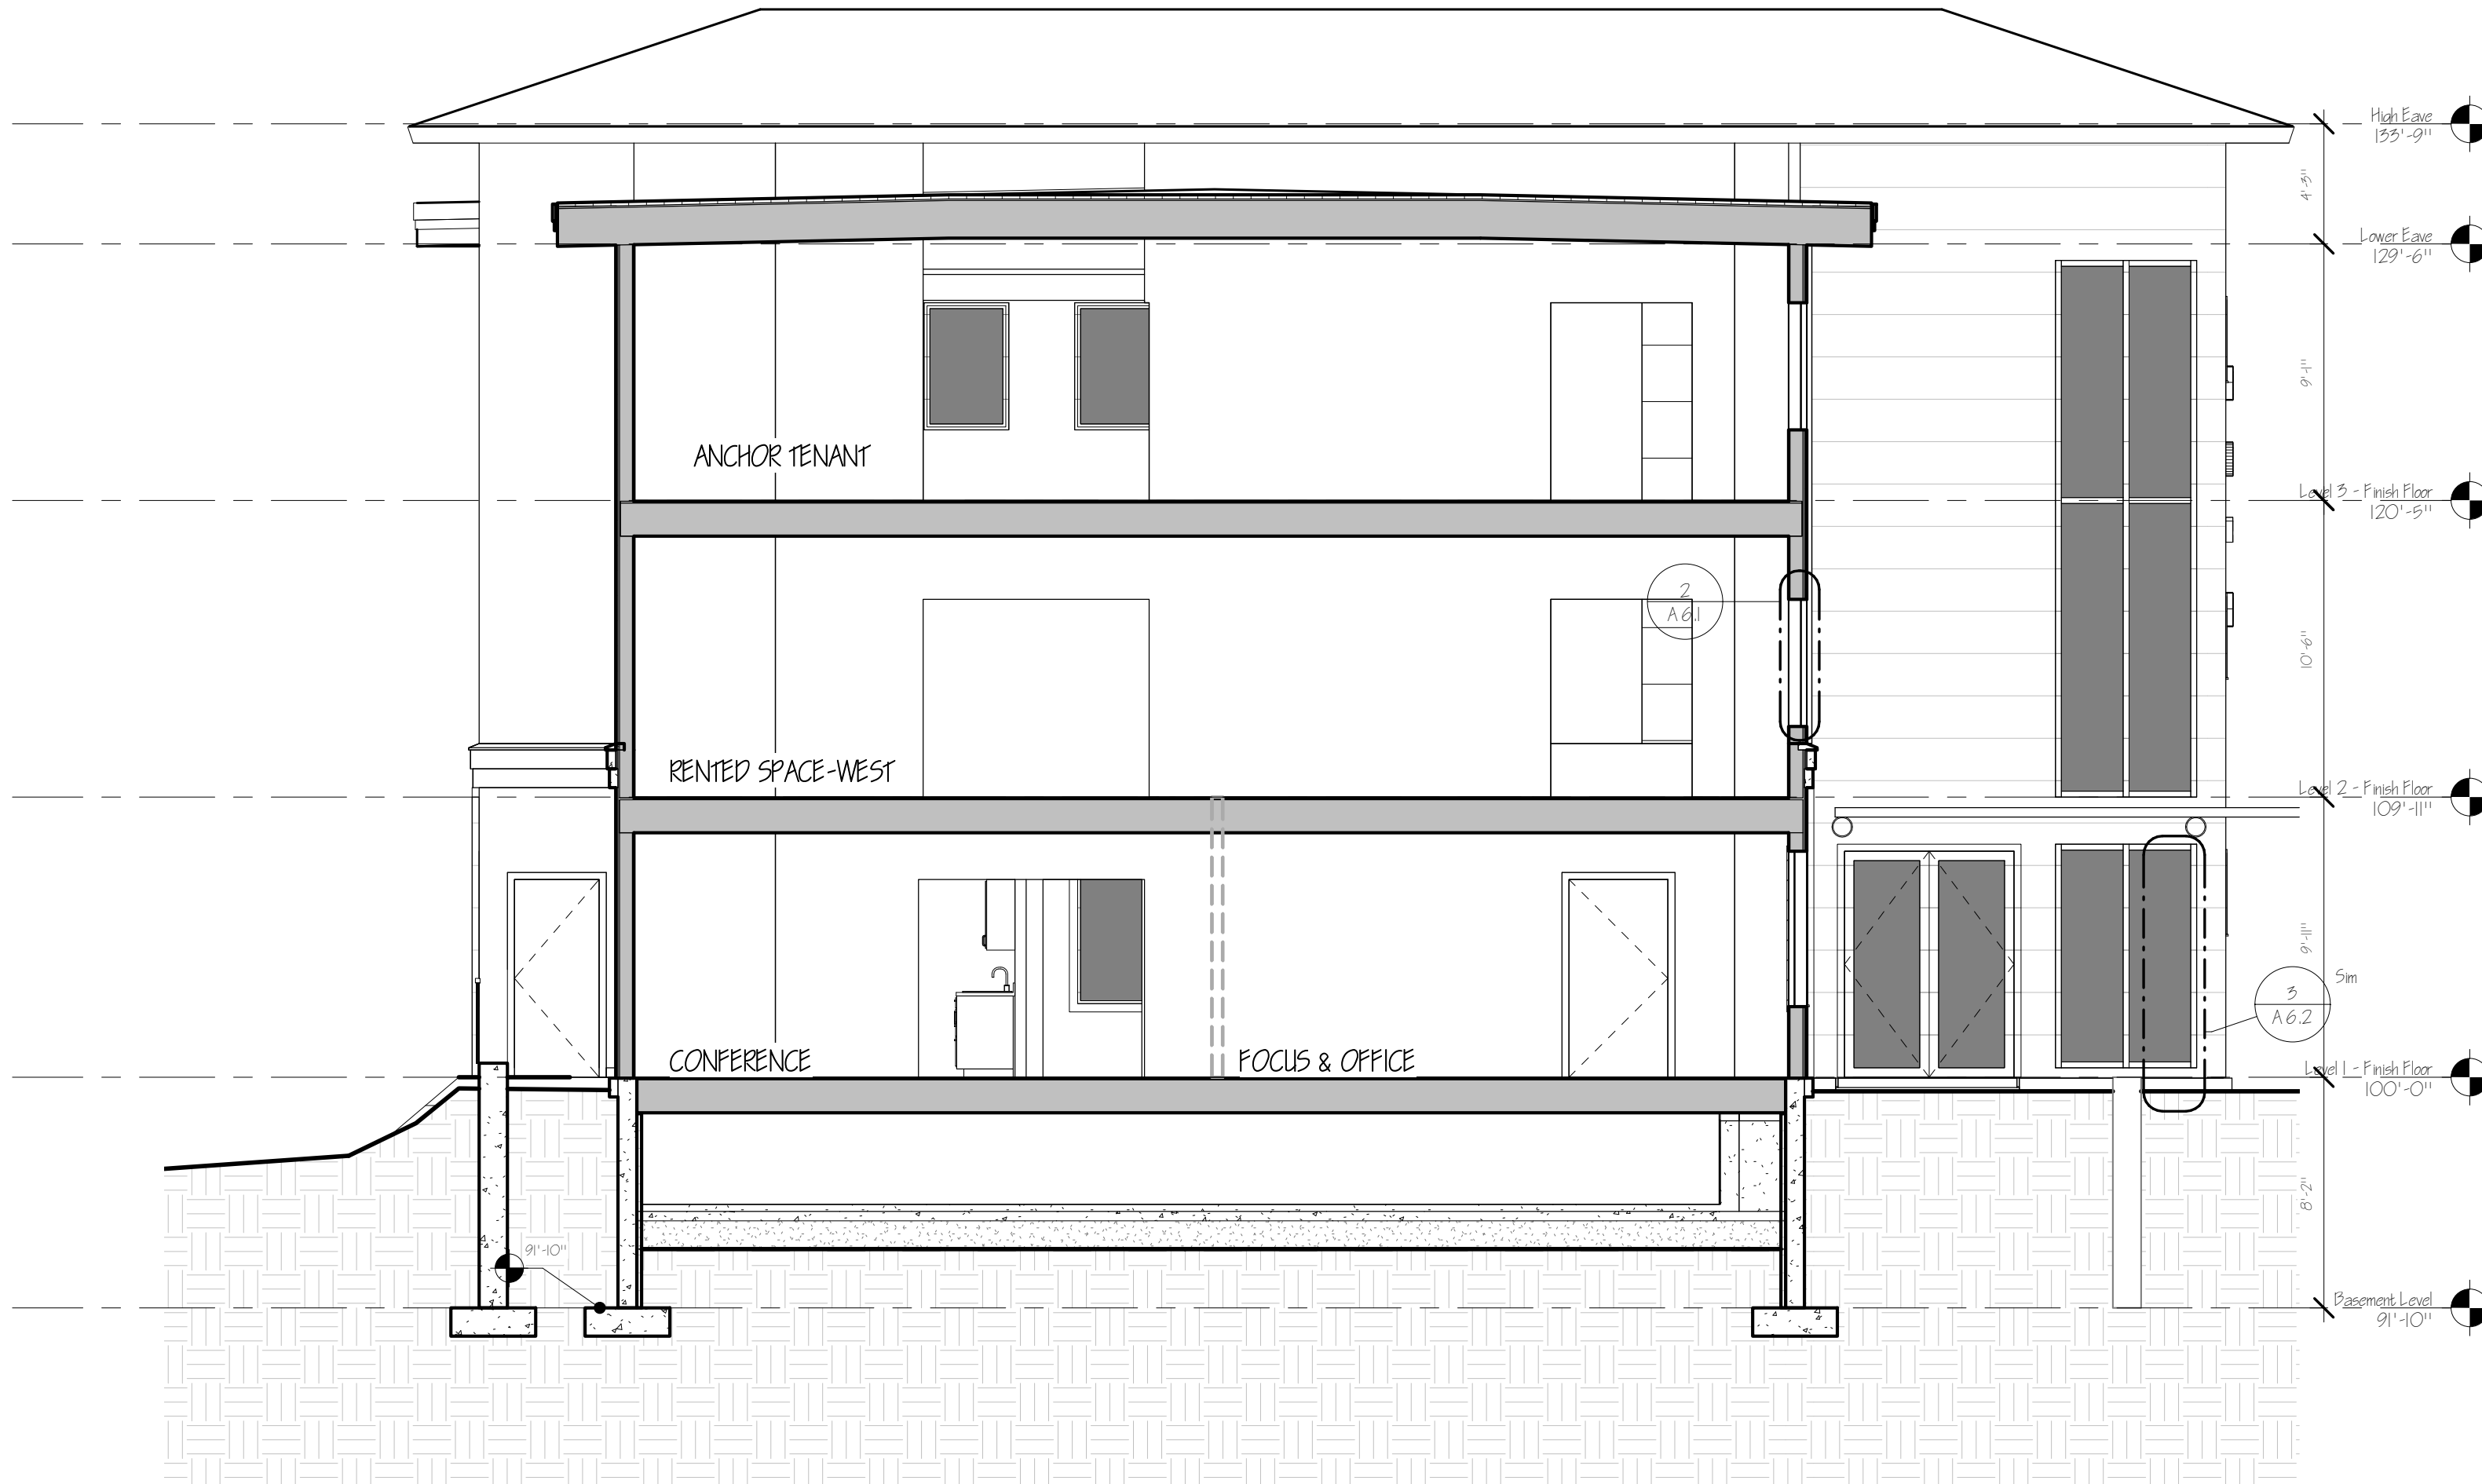 High Eave
133'-9"
4'-3"
Lower Eave
129'-6"
9'-1"
ANCHOR TENANT
Level 3 - Finish Floor
120'-5"
2
A6.1
10'-6"
RENTED SPACE-WEST
Level 2 - Finish Floor
109'-11"
9'-11"
Sim
3
A6.2
CONFERENCE
FOCUS & OFFICE
Level 1 - Finish Floor
100'-0"
8'-2"
91'-10"
Basement Level
91'-10"